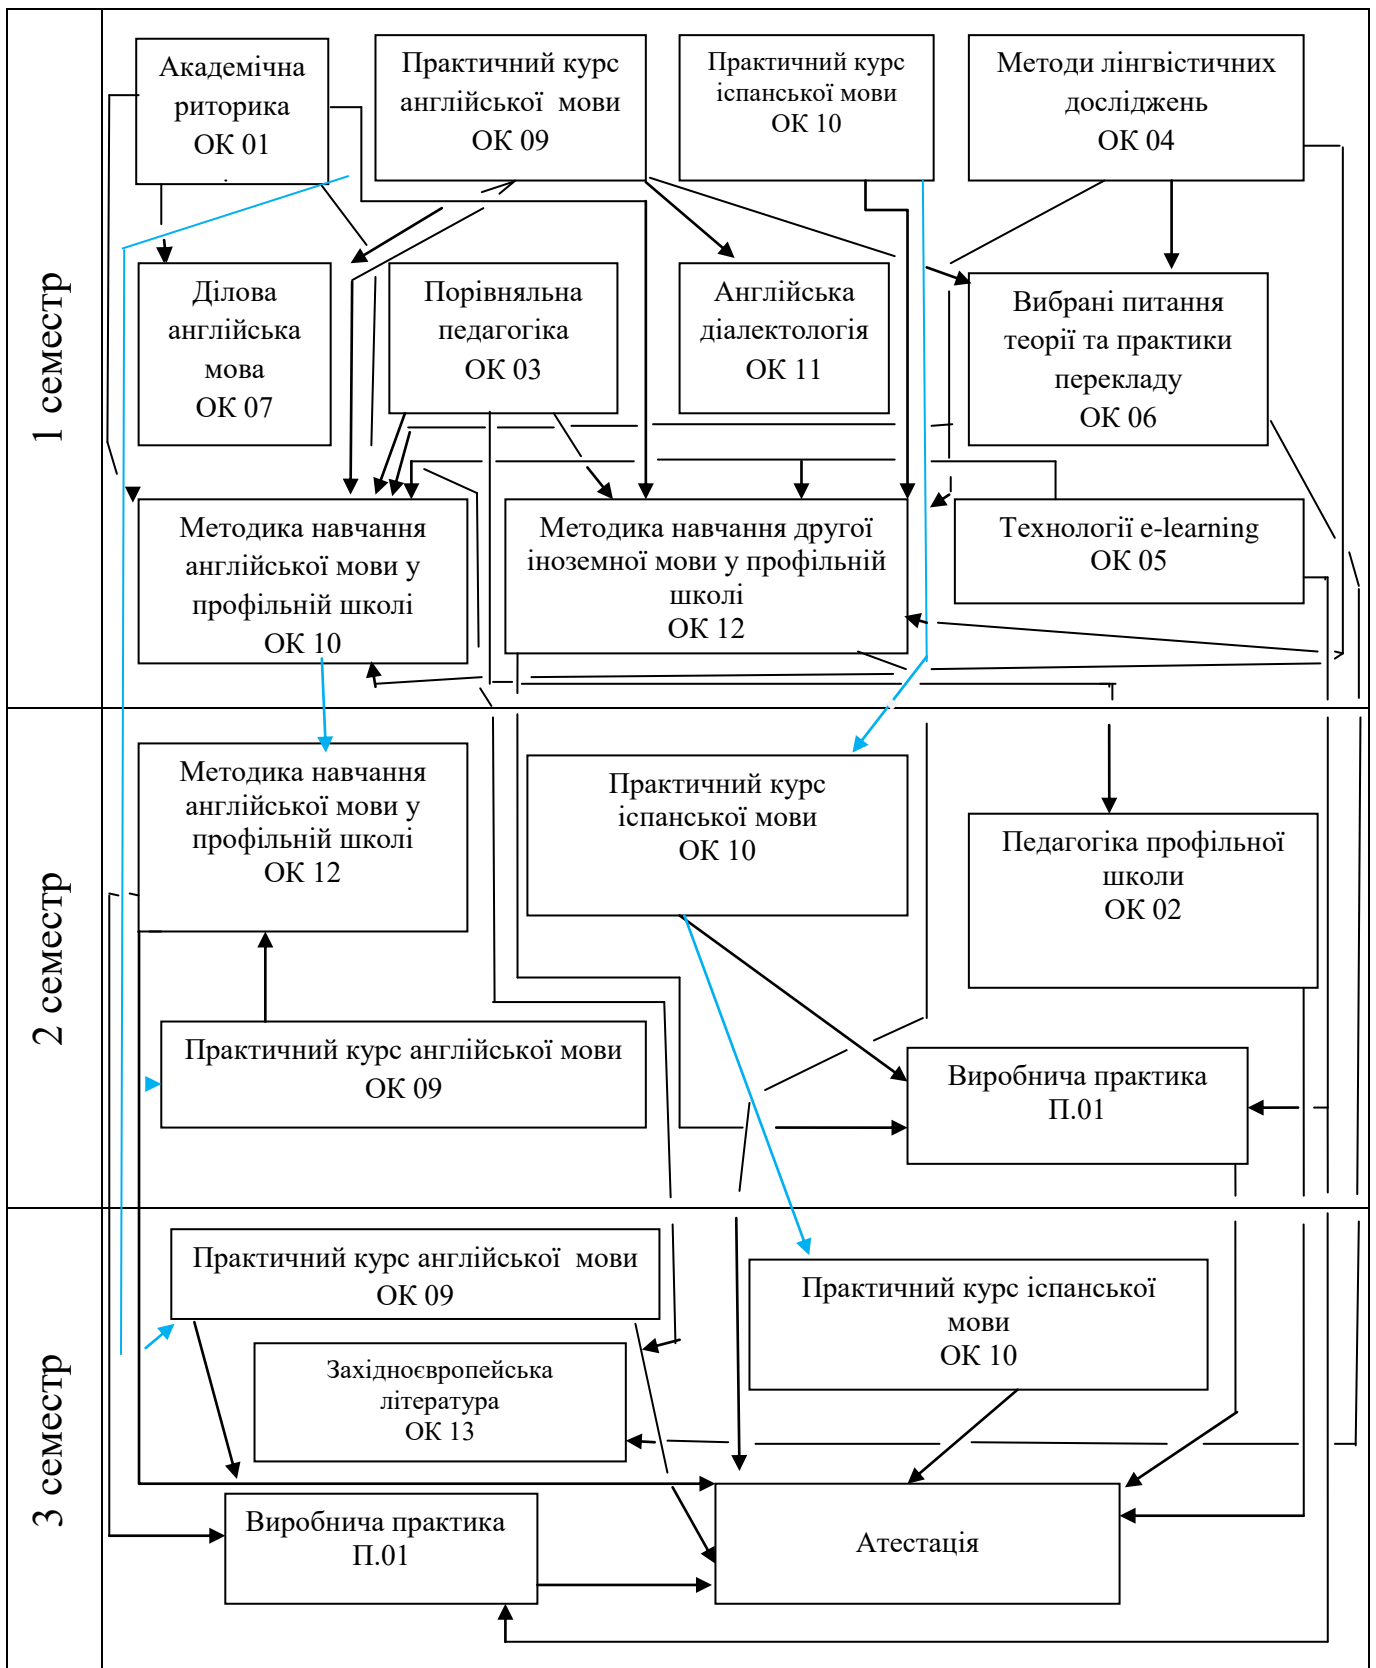 1 семестр
Академічна
риторика
ОК 01
Практичний курс
англійської мови
ОК 09
Практичний курс
іспанської мови
ОК 10
Методи лінгвістичних
досліджень
ОК 04
Ділова
англійська
мова
ОК 07
Порівняльна
педагогіка
ОК 03
Англійська
діалектологія
ОК 11
Вибрані питання
теорії та практики
перекладу
ОК 06
Методика навчання
англійської мови у
профільній школі
ОК 10
Методика навчання другої
іноземної мови у профільній
школі
ОК 12
Технології e-learning
ОК 05
2 семестр
Методика навчання
англійської мови у
профільній школі
ОК 12
Практичний курс
іспанської мови
ОК 10
Педагогіка профільної
школи
ОК 02
Практичний курс англійської мови
ОК 09
Виробнича практика
П.01
3 семестр
Практичний курс англійської мови
ОК 09
Практичний курс іспанської
мови
ОК 10
Західноєвропейська
література
ОК 13
Виробнича практика
П.01
Атестація